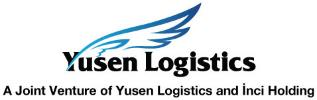 Yusen Logistics
A Joint Venture of Yusen Logistics and İnci Holding